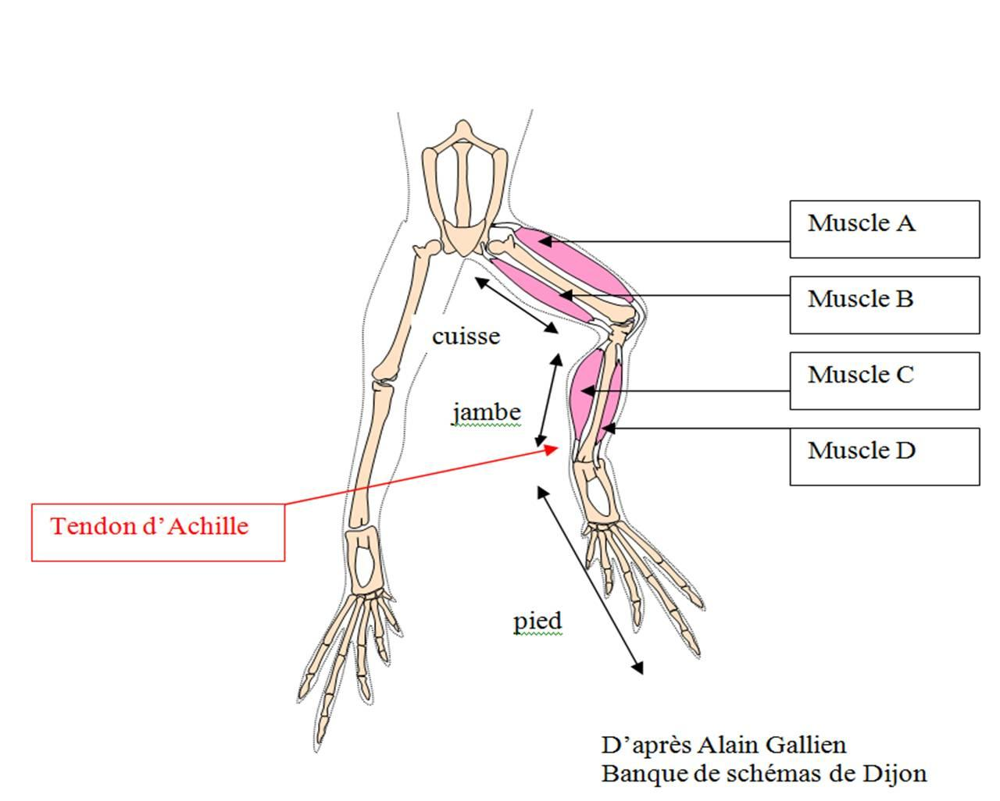 Muscle A
Muscle B
cuisse
Muscle C
jambe
Muscle D
Tendon d’Achille
pied
D’après Alain Gallien
Banque de schémas de Dijon